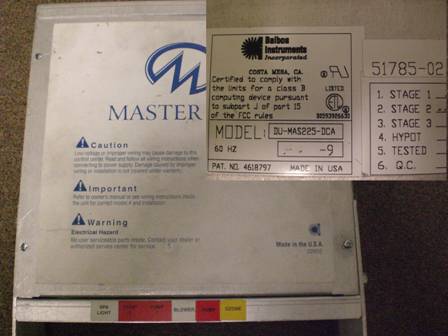 MASTER
Caution
Low voltage or improper wiring may cause damage to this
control center. Read and follow all wiring instructions when
connecting to power supply. Damage caused by improper
wiring or installation is not covered under warranty.
Important
Refer to owner's manual or see wiring instructions inside
the unit for correct model # and installation.
Warning
Electrical Hazard
No user serviceable parts inside. Contact your dealer or
authorized service center for service.
Made in the U.S.A.
SPA
LIGHT
PUMP
BLOWER
PUMP
OZONE
Balboa
Instruments
Incorporated
COSTA MESA, CA.
Certified to comply with
the limits for a class B
computing device pursuant
to subpart J of part 15
of the FCC rules
LISTED
MODEL: DU-MAS225-DCA
60 HZ -9
PAT. NO. 4618797 MADE IN USA
51785-02
1. STAGE 1
2. STAGE 2
3. STAGE 3
4. HYPOT
5. TESTED
6. Q.C.